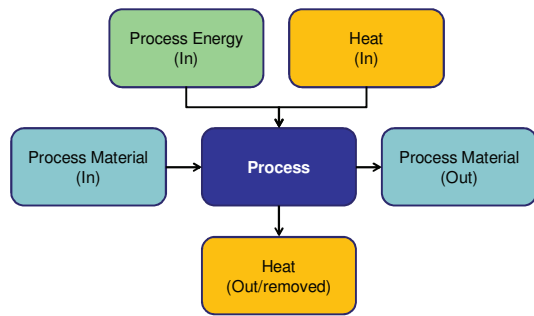 Process Energy
(In)
Heat
(In)
Process Material
(In)
Process
Process Material
(Out)
Heat
(Out/removed)